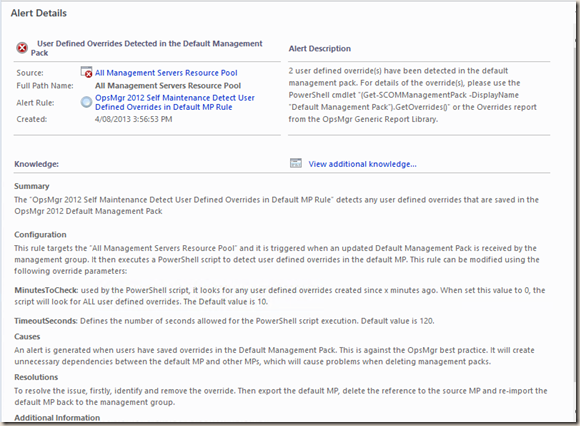 Alert Details
User Defined Overrides Detected in the Default Management
Pack
Source: All Management Servers Resource Pool
Full Path Name: All Management Servers Resource Pool
Alert Rule: OpsMgr 2012 Self Maintenance Detect User
Defined Overrides in Default MP Rule
Created: 4/08/2013 3:56:53 PM
Alert Description
2 user defined override(s) have been detected in the default
management pack. For details of the override(s), please use the
PowerShell cmdlet "(Get-SCOMManagementPack -DisplayName
"Default Management Pack").GetOverrides()" or the Overrides report
from the OpsMgr Generic Report Library.
Knowledge:
View additional knowledge...
Summary
The "OpsMgr 2012 Self Maintenance Detect User Defined Overrides in Default MP Rule" detects any user defined overrides that are saved in the
OpsMgr 2012 Default Management Pack
Configuration
This rule targets the "All Management Servers Resource Pool" and it is triggered when an updated Default Management Pack is received by the
management group. It then executes a PowerShell script to detect user defined overrides in the default MP. This rule can be modified using the
following override parameters:
MinutesToCheck: used by the PowerShell script, it looks for any user defined overrides created since x minutes ago. When set this value to 0, the
script will look for ALL user defined overrides. The Default value is 10.
TimeoutSeconds: Defines the number of seconds allowed for the PowerShell script execution. Default value is 120.
Causes
An alert is generated when users have saved overrides in the Default Management Pack. This is against the OpsMgr best practice. It will create
unnecessary dependencies between the default MP and other MPs, which will cause problems when deleting management packs.
Resolutions
To resolve the issue, firstly, identify and remove the override. Then export the default MP, delete the reference to the source MP and re-import the
default MP back to the management group.
Additional Information